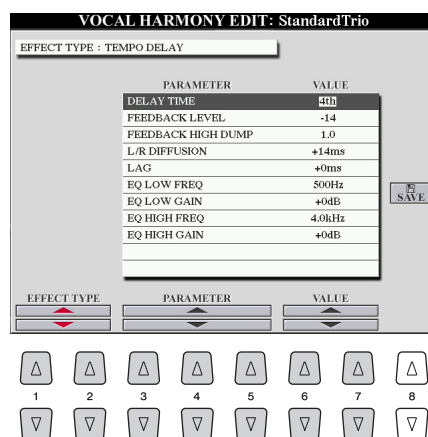 VOCAL HARMONY EDIT: StandardTrio
EFFECT TYPE : TEMPO DELAY
PARAMETER VALUE
DELAY TIME 4th
FEEDBACK LEVEL -14
FEEDBACK HIGH DUMP 1.0
L/R DIFFUSION +14ms
LAG +0ms
EQ LOW FREQ 500Hz
EQ LOW GAIN +0dB
EQ HIGH FREQ 4.0kHz
EQ HIGH GAIN +0dB
SAVE
EFFECT TYPE PARAMETER VALUE
1 2 3 4 5 6 7 8